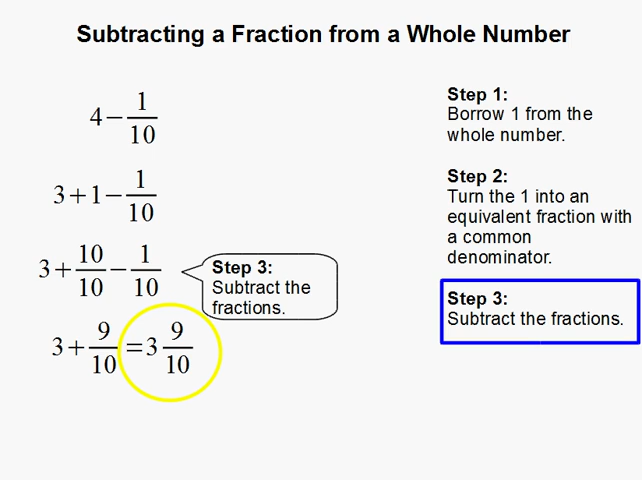 Subtracting a Fraction from a Whole Number
4 − 1/10
3 + 1 − 1/10
3 + 10/10 − 1/10
3 + 9/10 = 3 9/10
Step 3:
Subtract the
fractions.
Step 1:
Borrow 1 from the
whole number.
Step 2:
Turn the 1 into an
equivalent fraction with
a common
denominator.
Step 3:
Subtract the fractions.